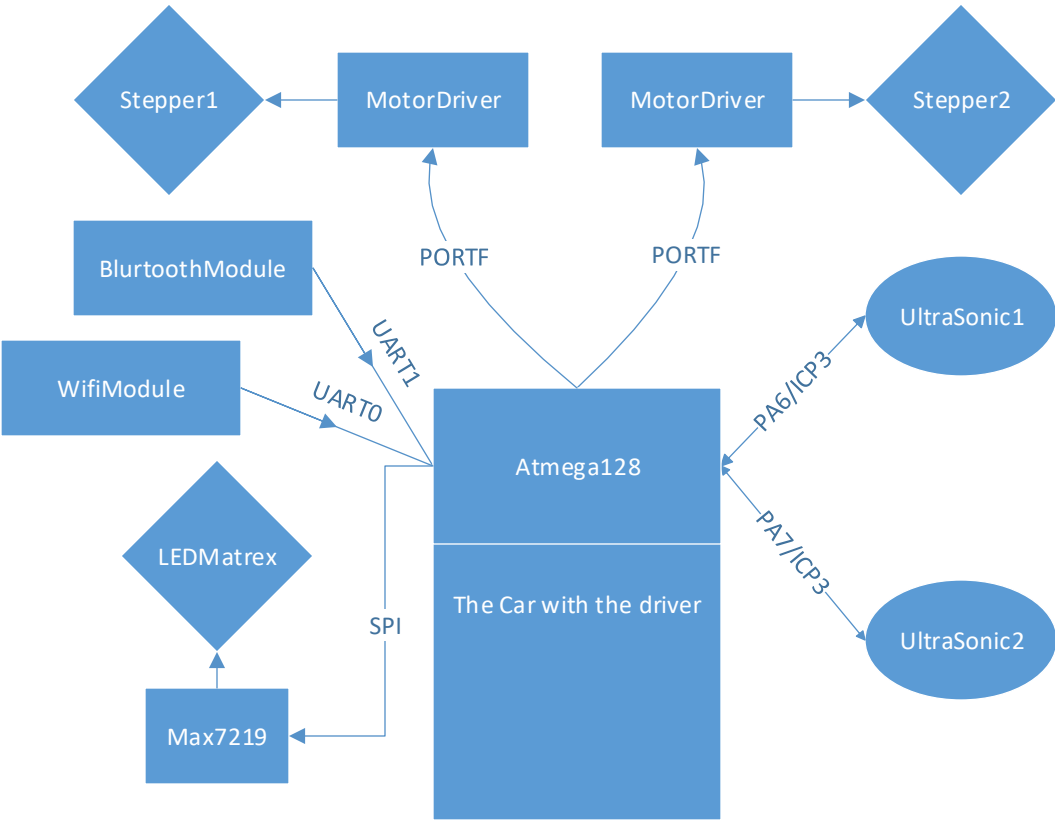 Stepper1
MotorDriver
MotorDriver
Stepper2
PORTF
PORTF
BlurtoothModule
UART1
UltraSonic1
WifiModule
UART0
PA6/ICP3
Atmega128
LEDMatrex
PA7/ICP3
The Car with the driver
SPI
UltraSonic2
Max7219